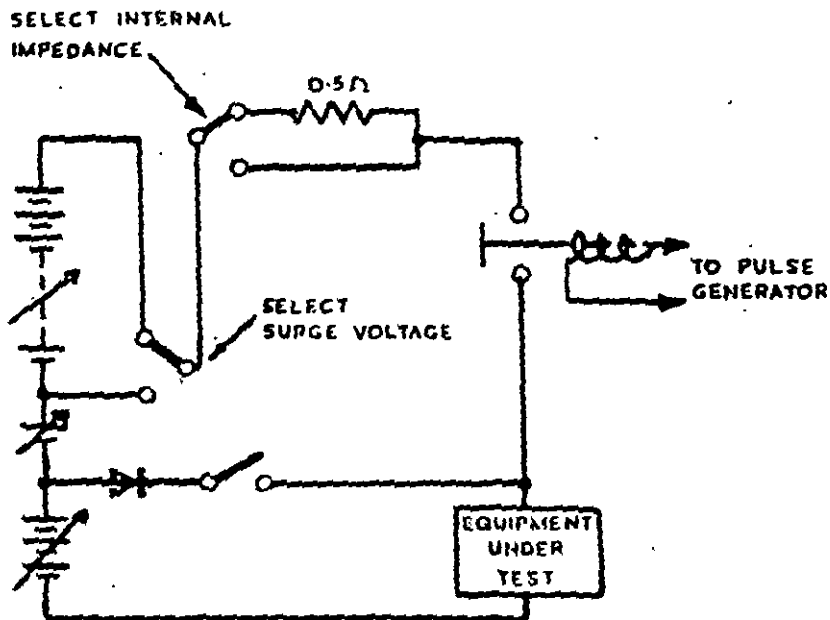 SELECT INTERNAL
IMPEDANCE
0.5Ω
TO PULSE
GENERATOR
SELECT
SURGE VOLTAGE
EQUIPMENT
UNDER
TEST